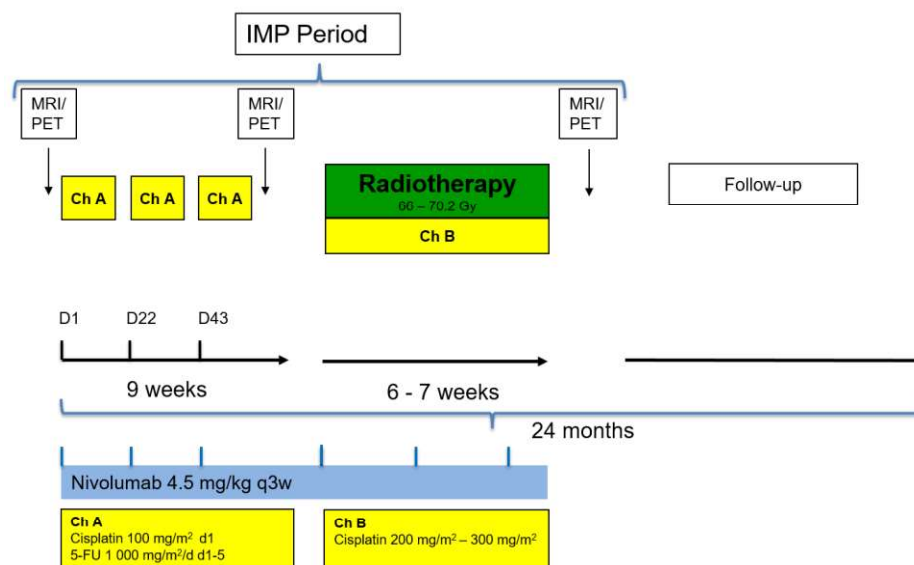 IMP Period
MRI/
PET
MRI/
PET
MRI/
PET
Ch A
Ch A
Ch A
Radiotherapy
66 – 70.2 Gy
Ch B
Follow-up
D1
D22
D43
9 weeks
6 - 7 weeks
24 months
Nivolumab 4.5 mg/kg q3w
Ch A
Cisplatin 100 mg/m² d1
5-FU 1 000 mg/m²/d d1-5
Ch B
Cisplatin 200 mg/m² – 300 mg/m²